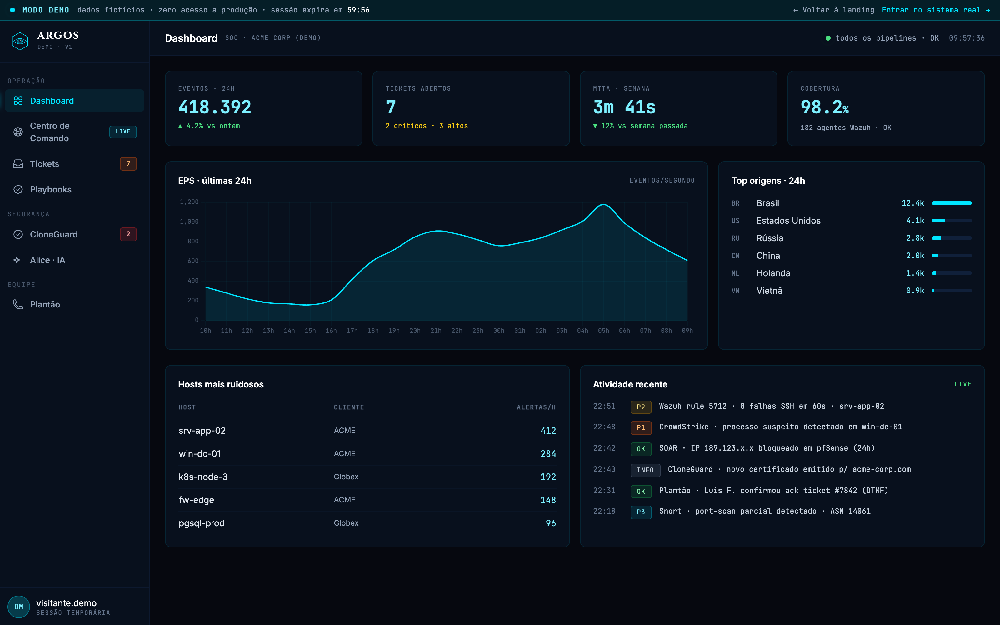 MODO DEMO dados fictícios · zero acesso a produção · sessão expira em 59:56
← Voltar à landing Entrar no sistema real →
ARGOS
DEMO · V1
OPERAÇÃO
Dashboard
Centro de
Comando
LIVE
Tickets 7
Playbooks
SEGURANÇA
CloneGuard 2
Alice · IA
EQUIPE
Plantão
DM
visitante.demo
SESSÃO TEMPORÁRIA
Dashboard SOC · ACME CORP (DEMO)
todos os pipelines · OK 09:57:36
EVENTOS · 24H
418.392
▲ 4.2% vs ontem
TICKETS ABERTOS
7
2 críticos · 3 altos
MTTA · SEMANA
3m 41s
▼ 12% vs semana passada
COBERTURA
98.2%
182 agentes Wazuh · OK
EPS · últimas 24h
EVENTOS/SEGUNDO
1,200
1,000
800
600
400
200
0
10h 11h 12h 13h 14h 15h 16h 17h 18h 19h 20h 21h 22h 23h 00h 01h 02h 03h 04h 05h 06h 07h 08h 09h
Top origens · 24h
BR Brasil 12.4k
US Estados Unidos 4.1k
RU Rússia 2.8k
CN China 2.0k
NL Holanda 1.4k
VN Vietnã 0.9k
Hosts mais ruidosos
HOST CLIENTE ALERTAS/H
srv-app-02 ACME 412
win-dc-01 ACME 284
k8s-node-3 Globex 192
fw-edge ACME 148
pgsql-prod Globex 96
Atividade recente LIVE
22:51 P2 Wazuh rule 5712 · 8 falhas SSH em 60s · srv-app-02
22:48 P1 CrowdStrike · processo suspeito detectado em win-dc-01
22:42 OK SOAR · IP 189.123.x.x bloqueado em pfSense (24h)
22:40 INFO CloneGuard · novo certificado emitido p/ acme-corp.com
22:31 OK Plantão · Luis F. confirmou ack ticket #7842 (DTMF)
22:18 P3 Snort · port-scan parcial detectado · ASN 14061